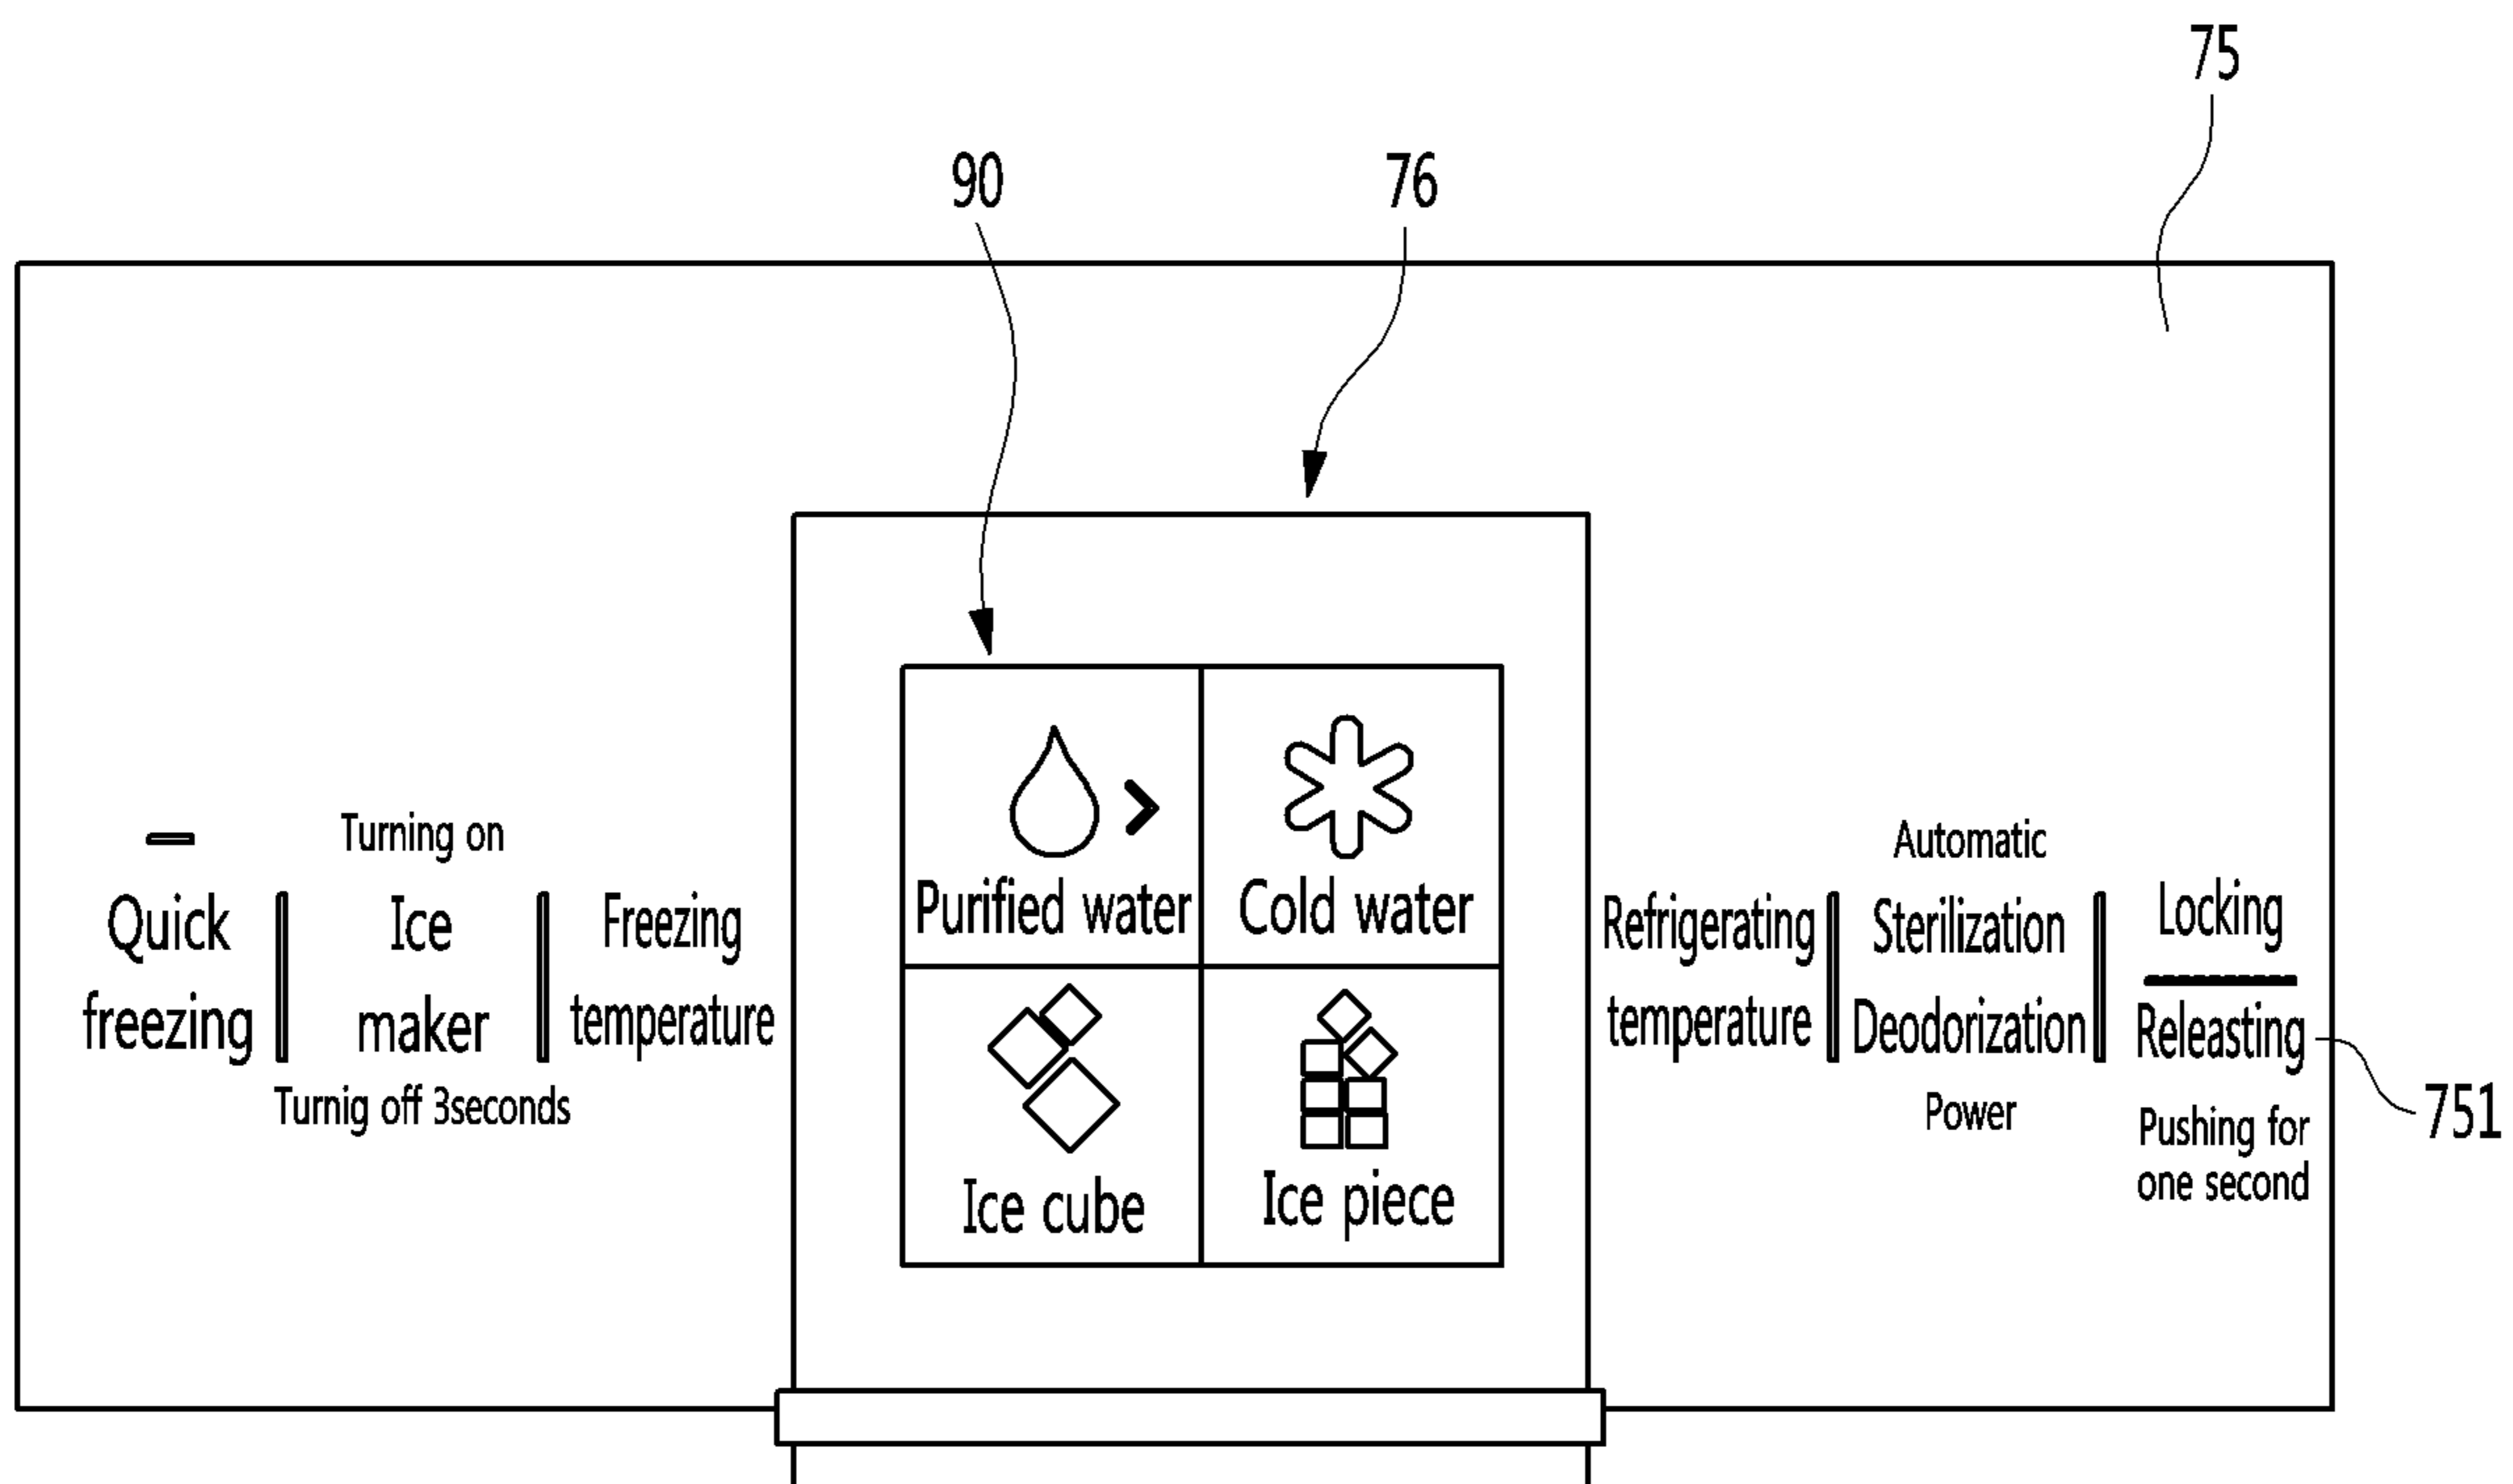 75
90
76
Turning on
Quick
freezing
Ice
maker
Freezing
temperature
Turnig off 3seconds
Purified water
Cold water
Ice cube
Ice piece
Refrigerating
temperature
Automatic
Sterilization
Deodorization
Power
Locking
Releasting
Pushing for
one second
751